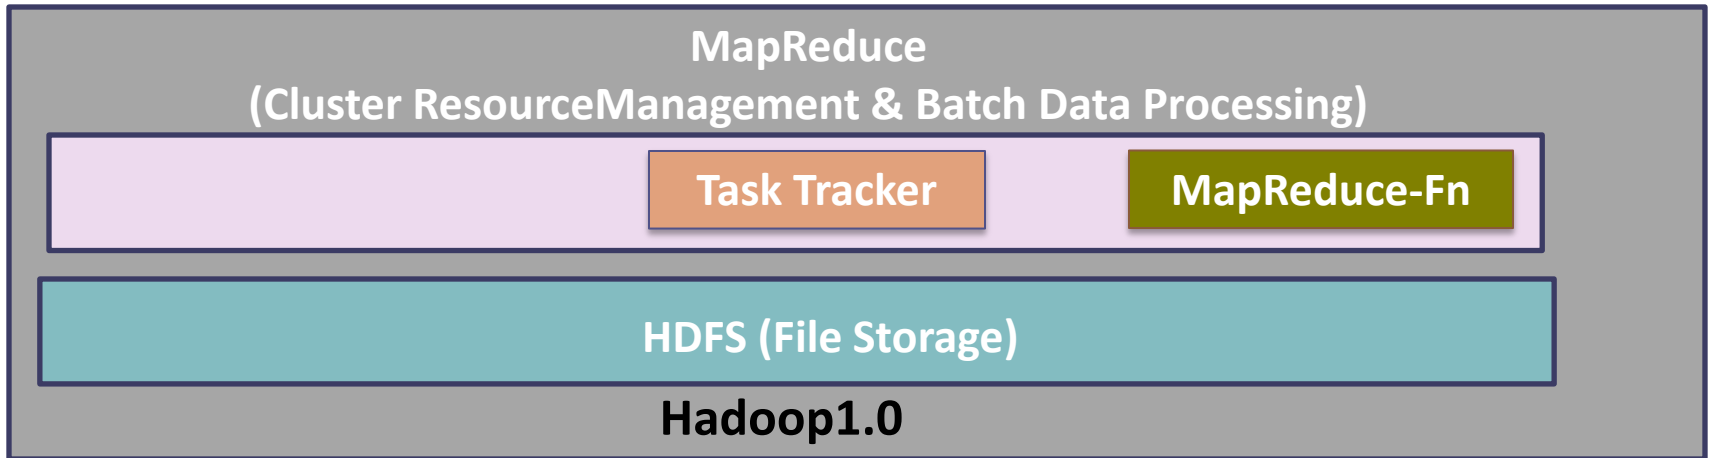 MapReduce
(Cluster ResourceManagement & Batch Data Processing)
Task Tracker
MapReduce-Fn
HDFS (File Storage)
Hadoop1.0